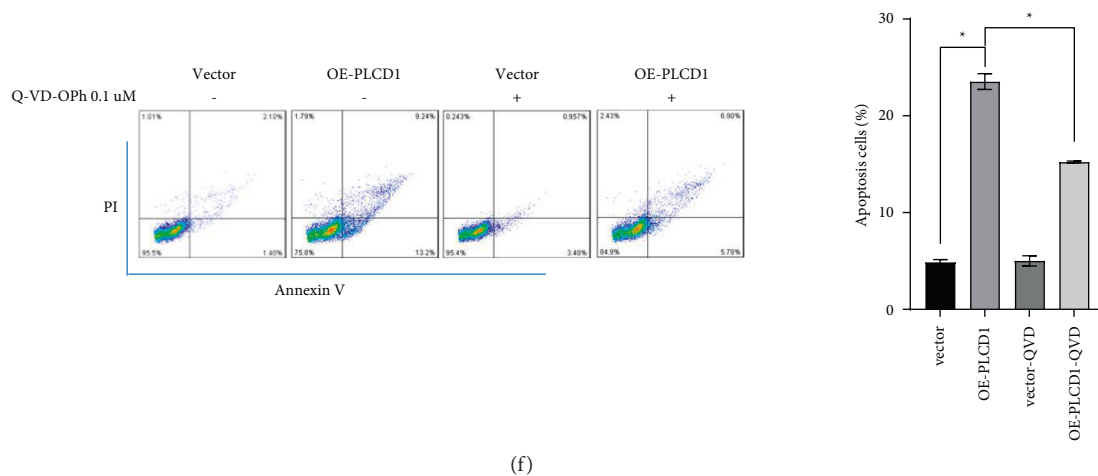 Vector OE-PLCD1 Vector OE-PLCD1
Q-VD-OPh 0.1 uM - - + +
1.01% 2.10% 1.79% 9.24% 0.243% 0.957% 2.43% 6.90%
PI
95.5% 1.40% 75.8% 13.2% 95.4% 3.40% 84.9% 5.78%
Annexin V
Apoptosis cells (%)
30
20
10
0
* *
vector
OE-PLCD1
vector-QVD
OE-PLCD1-QVD
(f)